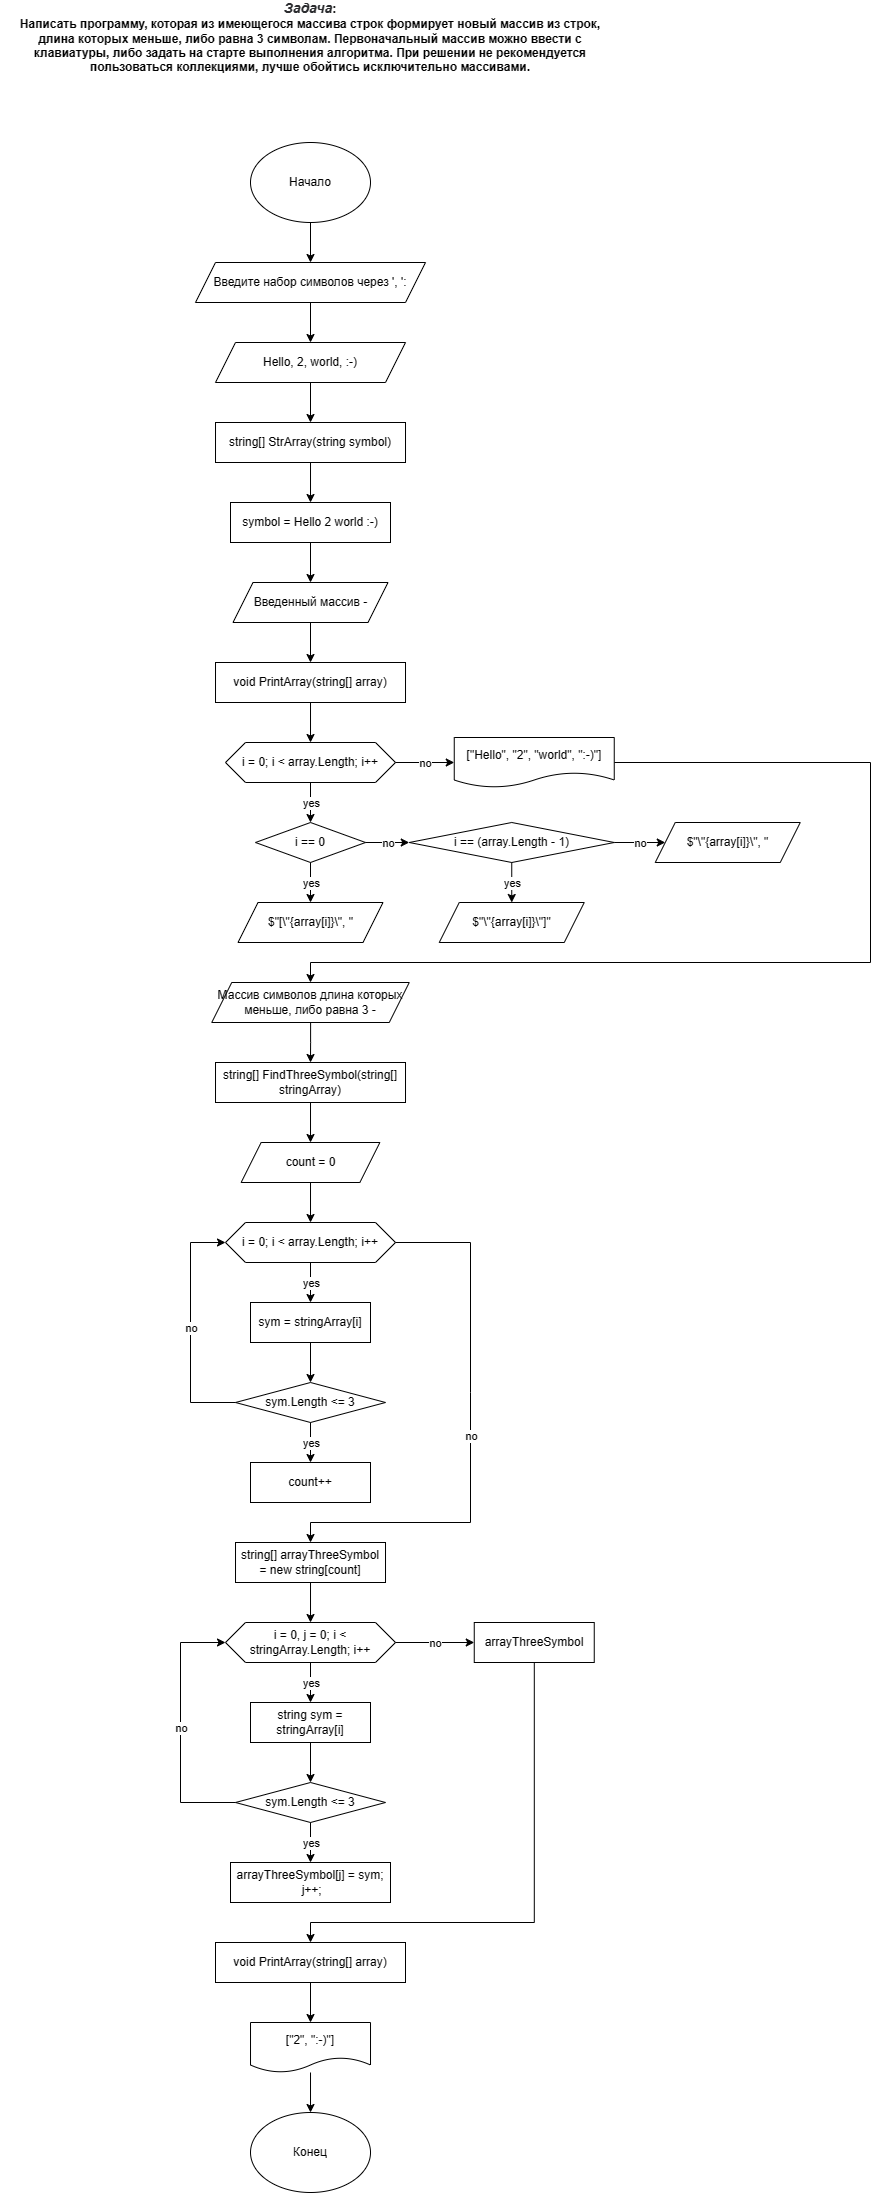 Задача:
Написать программу, которая из имеющегося массива строк формирует новый массив из строк,
длина которых меньше, либо равна 3 символам. Первоначальный массив можно ввести с
клавиатуры, либо задать на старте выполнения алгоритма. При решении не рекомендуется
пользоваться коллекциями, лучше обойтись исключительно массивами.
Начало
Введите набор символов через ', ':
Hello, 2, world, :-)
string[] StrArray(string symbol)
symbol = Hello 2 world :-)
Введенный массив -
void PrintArray(string[] array)
i = 0; i < array.Length; i++
no
["Hello", "2", "world", ":-)"]
yes
i == 0
no
i == (array.Length - 1)
no
$"\"{array[i]}\", "
yes
yes
$"[\"{array[i]}\", "
$"\"{array[i]}\"]"
Массив символов длина которых
меньше, либо равна 3 -
string[] FindThreeSymbol(string[]
stringArray)
count = 0
i = 0; i < array.Length; i++
yes
sym = stringArray[i]
no
sym.Length <= 3
no
yes
count++
string[] arrayThreeSymbol
= new string[count]
i = 0, j = 0; i <
stringArray.Length; i++
no
arrayThreeSymbol
yes
string sym =
stringArray[i]
no
sym.Length <= 3
yes
arrayThreeSymbol[j] = sym;
j++;
void PrintArray(string[] array)
["2", ":-)"]
Конец